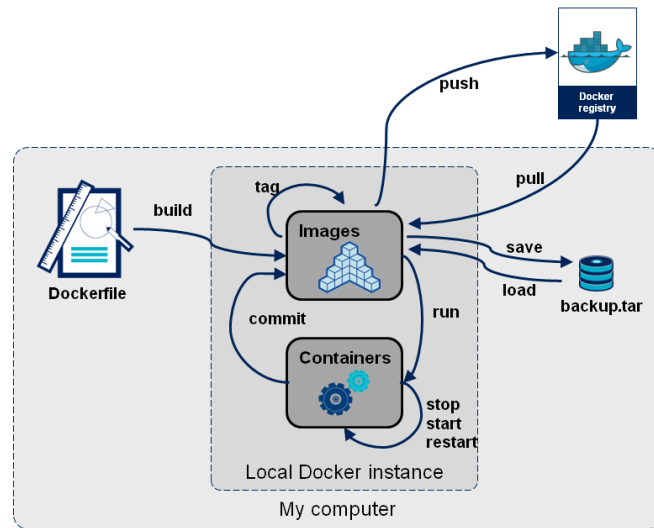 push
Docker
registry
pull
tag
build
Images
save
load
Dockerfile
backup.tar
commit
run
Containers
stop
start
restart
Local Docker instance
My computer